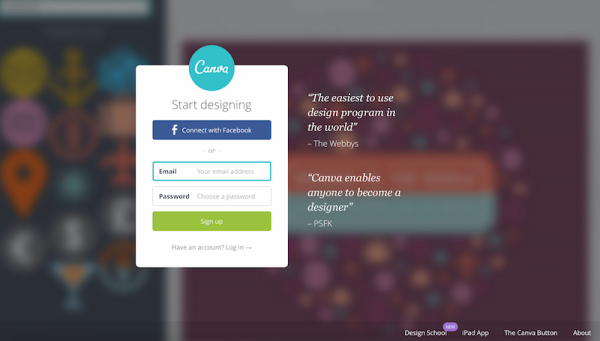 Canva
Start designing
f Connect with Facebook
or
Email Your email address
Password Choose a password
Sign up
Have an account? Log in →
“The easiest to use
design program in
the world”
– The Webbys
“Canva enables
anyone to become a
designer”
– PSFK
NEW
Design School iPad App The Canva Button About